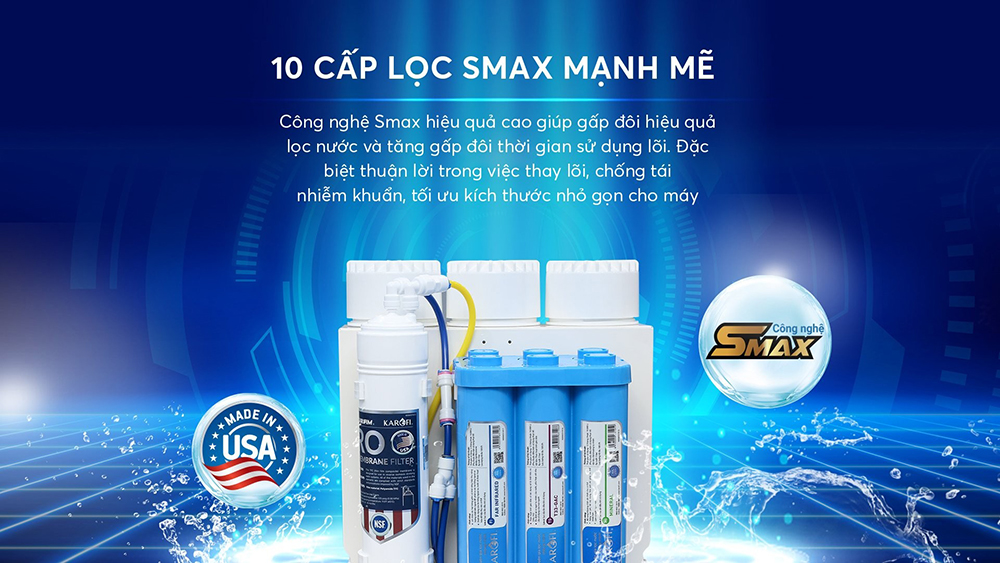 10 CẤP LỌC SMAX MẠNH MẼ
Công nghệ Smax hiệu quả cao giúp gấp đôi hiệu quả
lọc nước và tăng gấp đôi thời gian sử dụng lõi. Đặc
biệt thuận lời trong việc thay lõi, chống tái
nhiễm khuẩn, tối ưu kích thước nhỏ gọn cho máy
Công nghệ
SMAX
MADE IN
USA
KAROFI
MBRANE FILTER
NSF
FAR INFRARED
T33-GAC
MINERAL
KAROFI